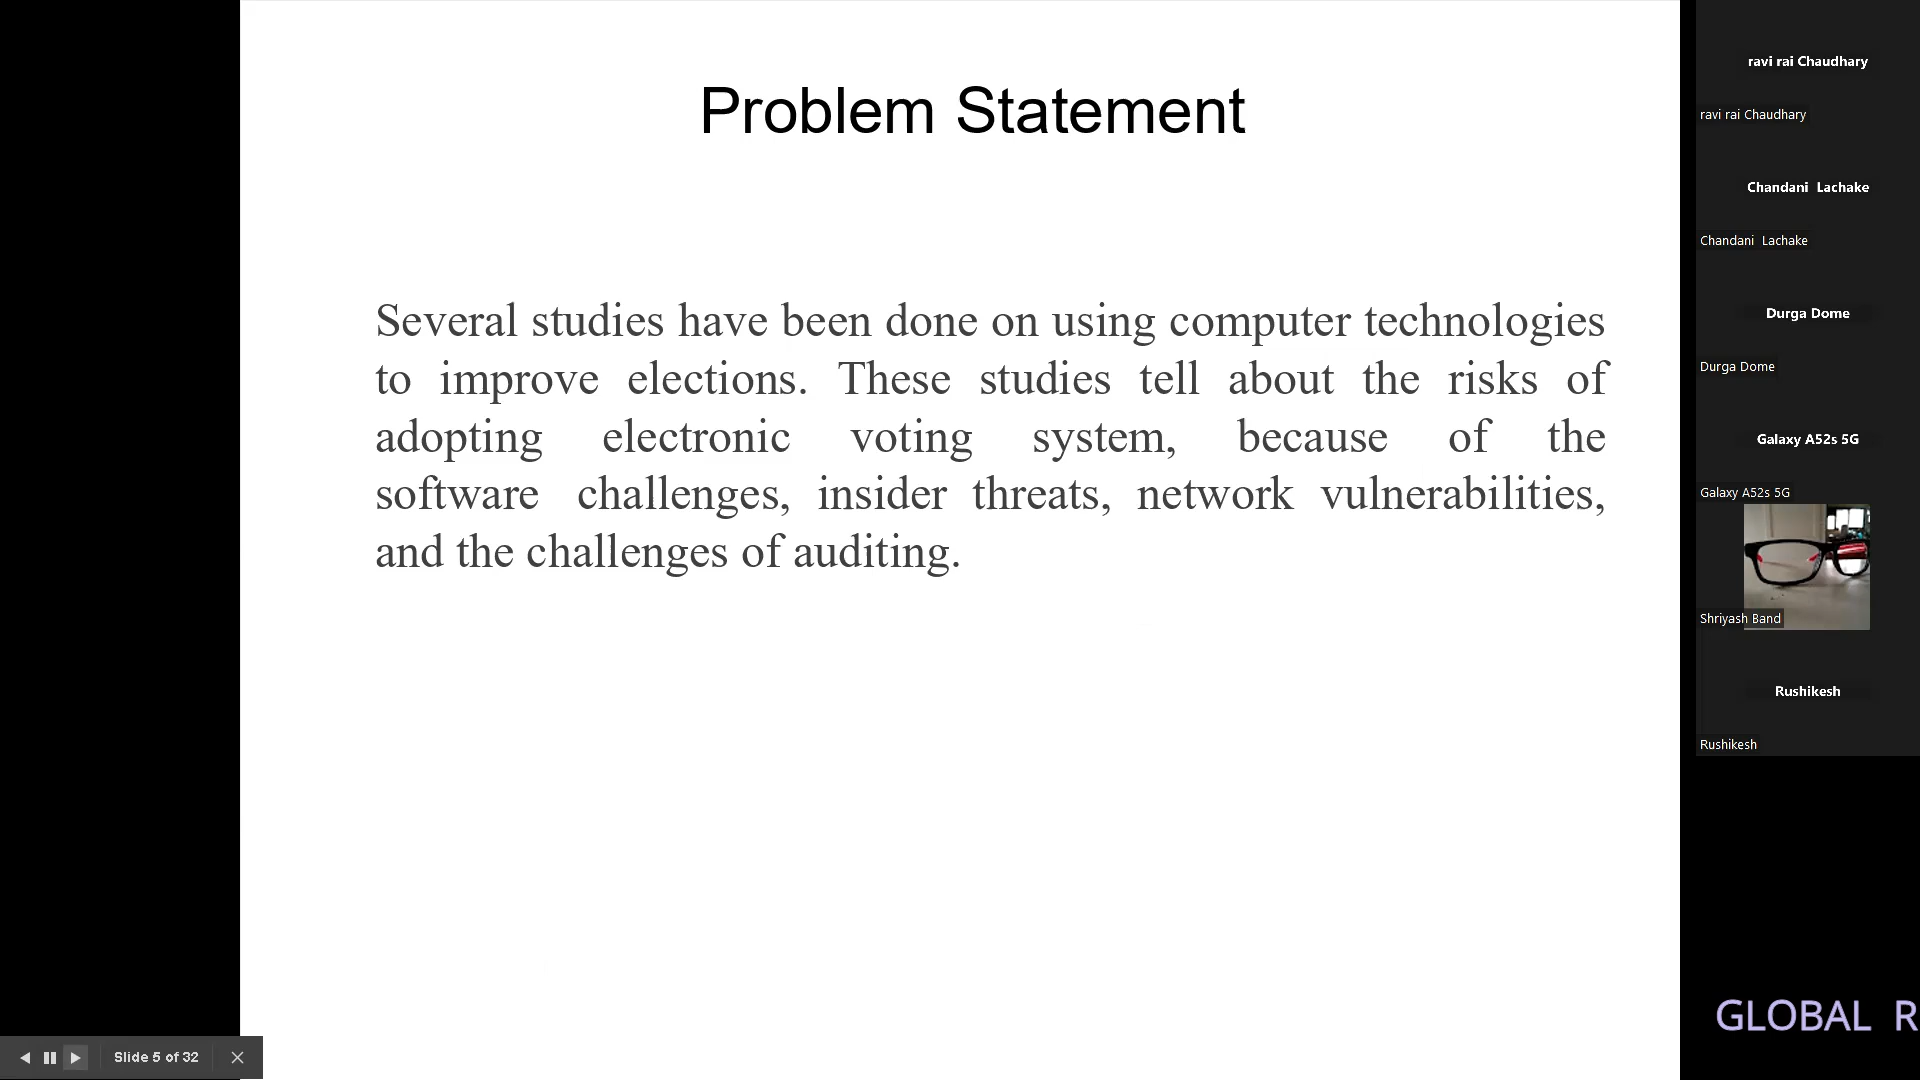 Problem Statement
Several studies have been done on using computer technologies
to improve elections. These studies tell about the risks of
adopting electronic voting system, because of the
software challenges, insider threats, network vulnerabilities,
and the challenges of auditing.
ravi rai Chaudhary
ravi rai Chaudhary
Chandani Lachake
Chandani Lachake
Durga Dome
Durga Dome
Galaxy A52s 5G
Galaxy A52s 5G
Shriyash Band
Rushikesh
Rushikesh
GLOBAL R
Slide 5 of 32